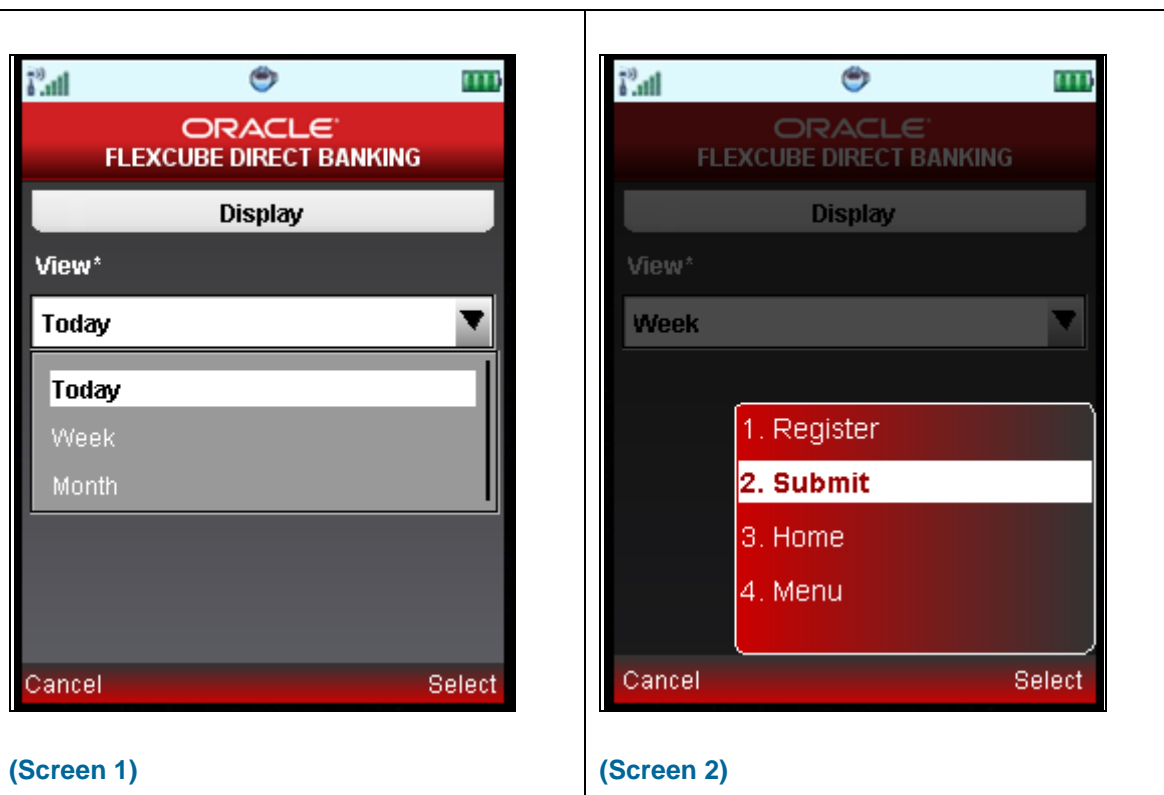 ORACLE
FLEXCUBE DIRECT BANKING
Display
View*
Today
Today
Week
Month
Cancel Select
(Screen 1)
ORACLE
FLEXCUBE DIRECT BANKING
Display
View*
Week
1. Register
2. Submit
3. Home
4. Menu
Cancel Select
(Screen 2)